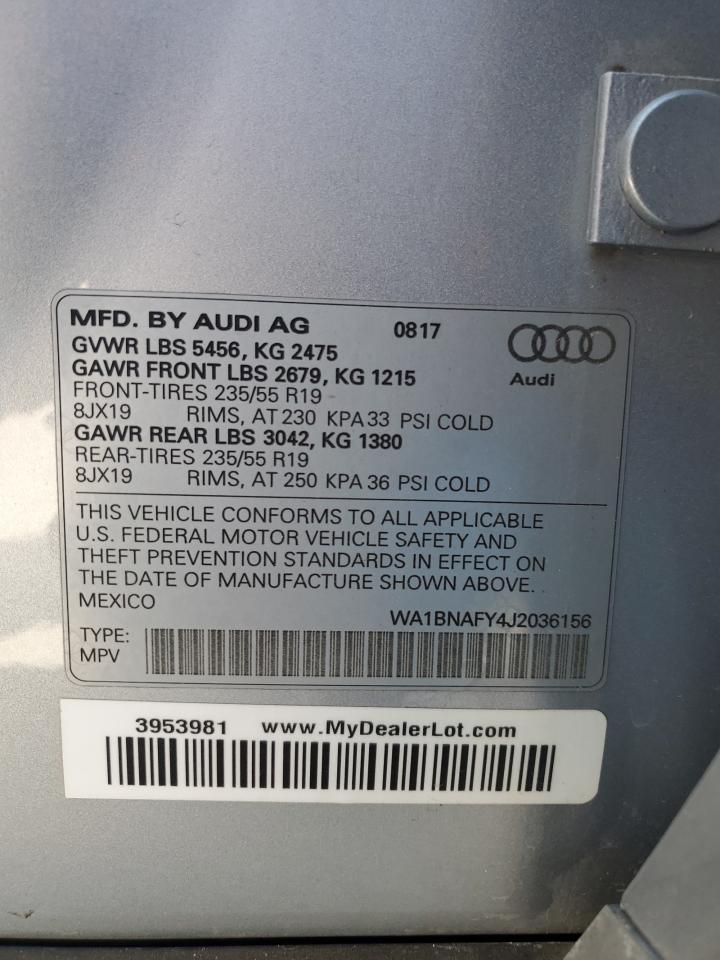 MFD. BY AUDI AG 0817
GVWR LBS 5456, KG 2475
GAWR FRONT LBS 2679, KG 1215
Audi
FRONT-TIRES 235/55 R19
8JX19 RIMS, AT 230 KPA 33 PSI COLD
GAWR REAR LBS 3042, KG 1380
REAR-TIRES 235/55 R19
8JX19 RIMS, AT 250 KPA 36 PSI COLD
THIS VEHICLE CONFORMS TO ALL APPLICABLE
U.S. FEDERAL MOTOR VEHICLE SAFETY AND
THEFT PREVENTION STANDARDS IN EFFECT ON
THE DATE OF MANUFACTURE SHOWN ABOVE.
MEXICO
WA1BNAFY4J2036156
TYPE:
MPV
3953981 www.MyDealerLot.com